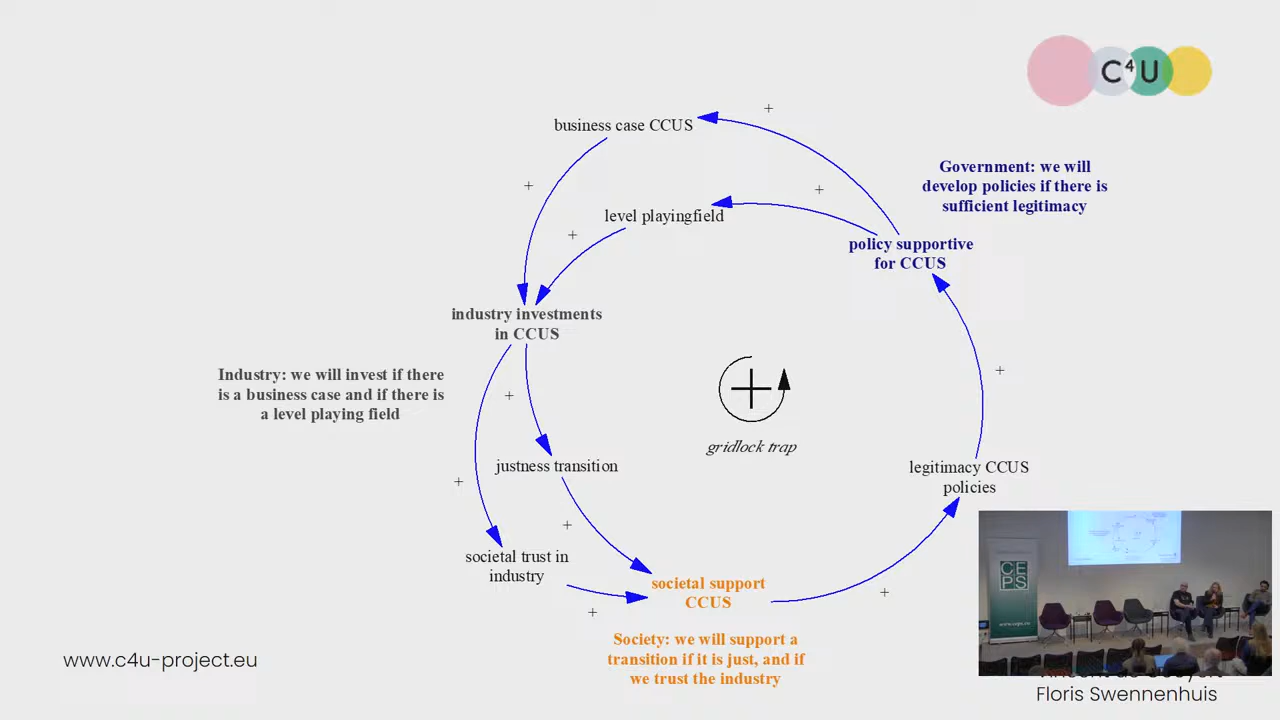 C⁴U
+
business case CCUS
Government: we will
develop policies if there is
sufficient legitimacy
+
+
level playingfield
+
policy supportive
for CCUS
industry investments
in CCUS
Industry: we will invest if there
is a business case and if there is
a level playing field
+
+
gridlock trap
justness transition
legitimacy CCUS
policies
+
+
societal trust in
industry
societal support
CCUS
+
+
Society: we will support a
transition if it is just, and if
we trust the industry
CE
PS
www.c4u-project.eu
Floris Swennenhuis